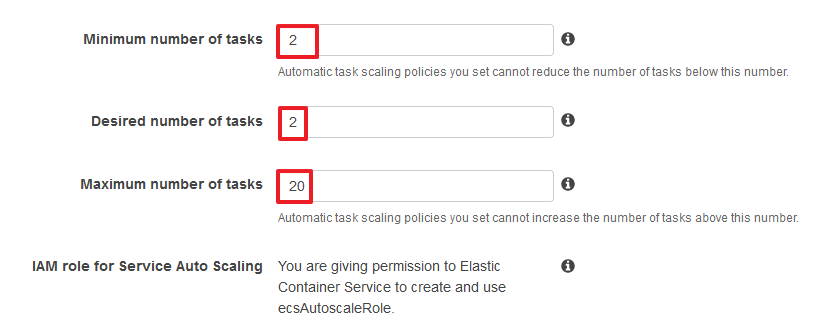 Minimum number of tasks 2
Automatic task scaling policies you set cannot reduce the number of tasks below this number.
Desired number of tasks 2
Maximum number of tasks 20
Automatic task scaling policies you set cannot increase the number of tasks above this number.
IAM role for Service Auto Scaling You are giving permission to Elastic
Container Service to create and use
ecsAutoscaleRole.